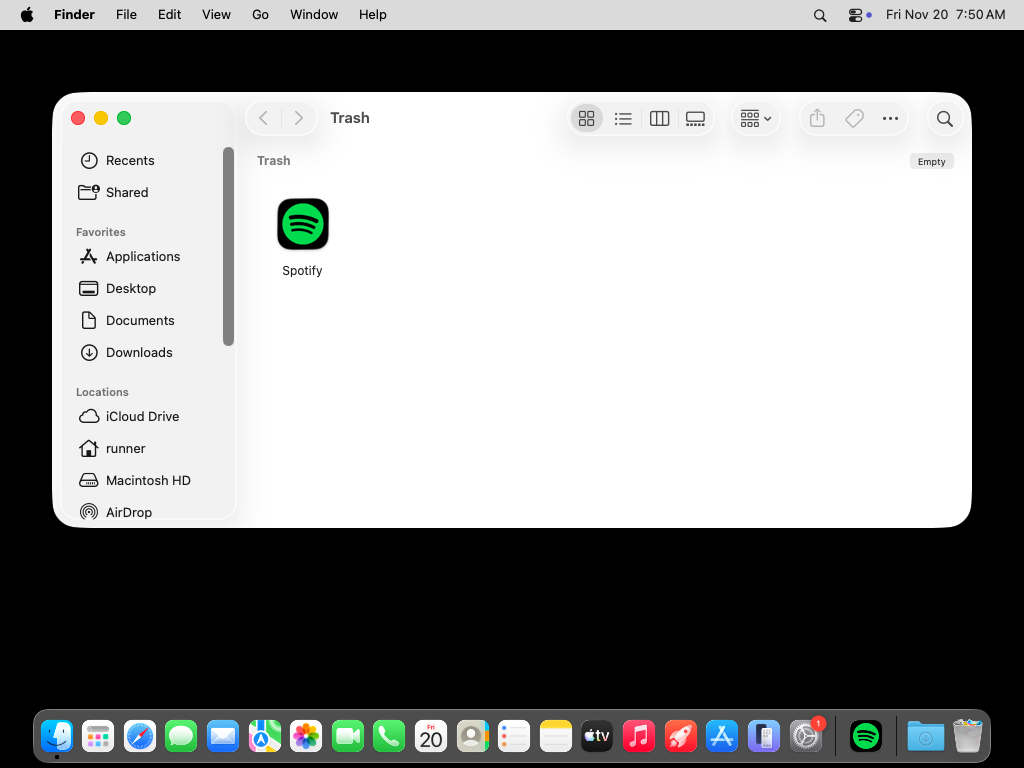 Finder File Edit View Go Window Help Fri Nov 20 7:50 AM
Trash
Recents
Shared
Favorites
Applications
Desktop
Documents
Downloads
Locations
iCloud Drive
runner
Macintosh HD
AirDrop
Trash Empty
Spotify
Fri
20
tv
1